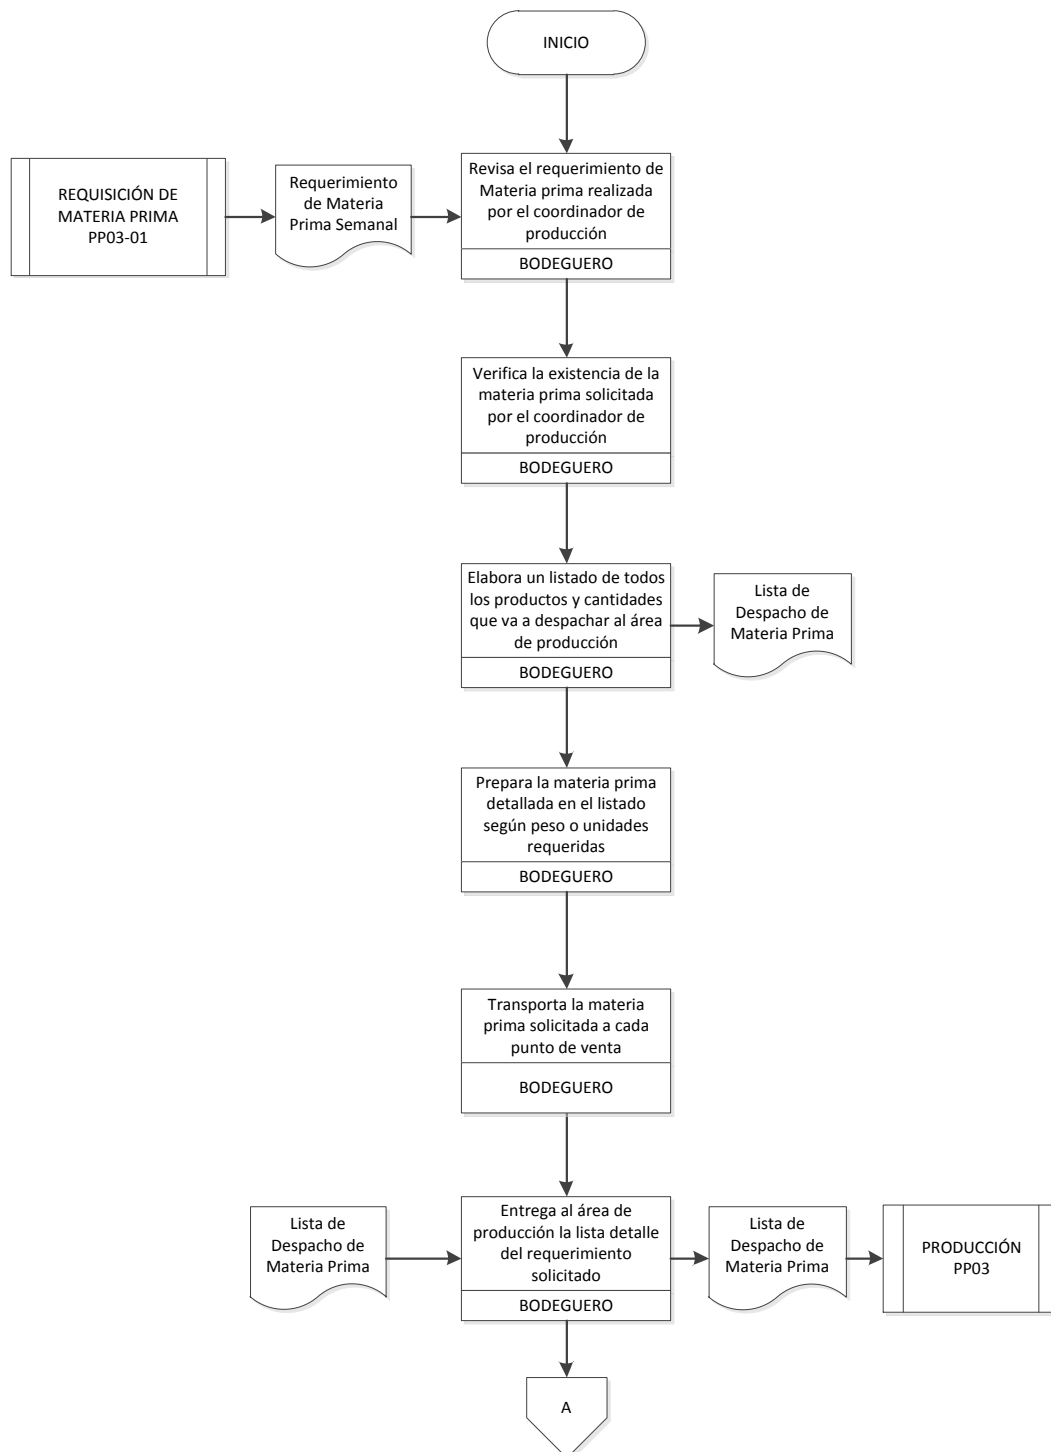 INICIO
REQUISICIÓN DE
MATERIA PRIMA
PP03-01
Requerimiento
de Materia
Prima Semanal
Revisa el requerimiento de
Materia prima realizada
por el coordinador de
producción
BODEGUERO
Verifica la existencia de la
materia prima solicitada
por el coordinador de
producción
BODEGUERO
Elabora un listado de todos
los productos y cantidades
que va a despachar al área
de producción
BODEGUERO
Lista de
Despacho de
Materia Prima
Prepara la materia prima
detallada en el listado
según peso o unidades
requeridas
BODEGUERO
Transporta la materia
prima solicitada a cada
punto de venta
BODEGUERO
Lista de
Despacho de
Materia Prima
Entrega al área de
producción la lista detalle
del requerimiento
solicitado
BODEGUERO
Lista de
Despacho de
Materia Prima
PRODUCCIÓN
PP03
A